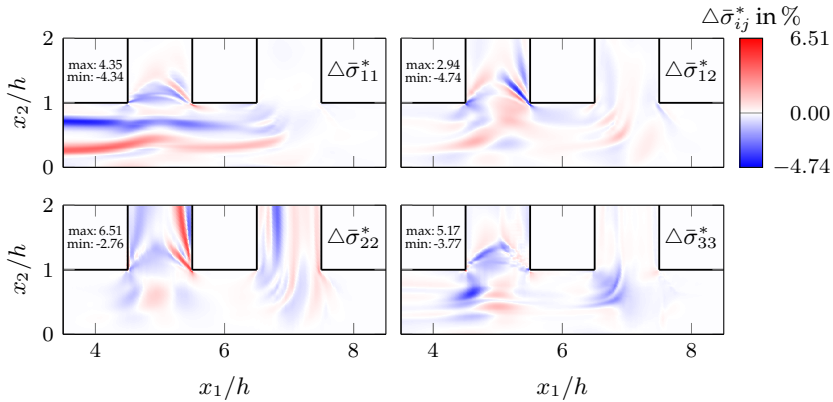 △σ̄*ij in %
max: 4.35
min: -4.34
△σ̄*11
max: 2.94
min: -4.74
△σ̄*12
6.51
0.00
−4.74
x2/h
2
1
0
max: 6.51
min: -2.76
△σ̄*22
max: 5.17
min: -3.77
△σ̄*33
x2/h
2
1
0
4 6 8
4 6 8
x1/h
x1/h